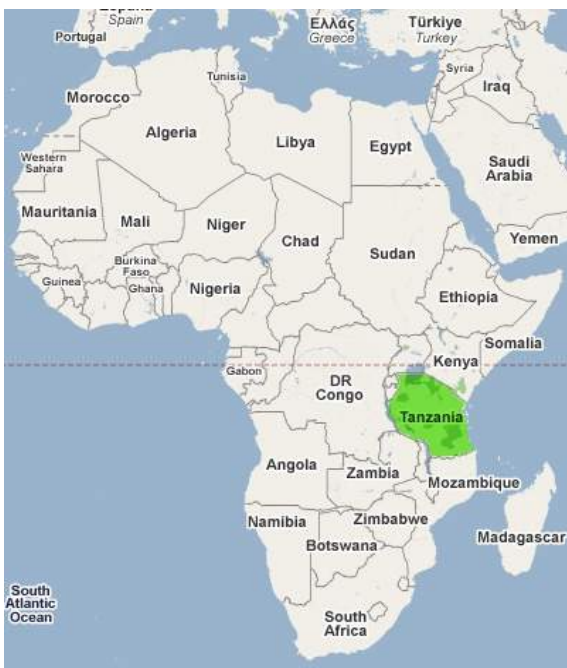 Spain
Portugal
Ελλάς
Greece
Türkiye
Turkey
Tunisia
Syria
Iraq
Morocco
Algeria
Libya
Egypt
Western
Sahara
Saudi
Arabia
Mauritania
Mali
Niger
Chad
Sudan
Yemen
Burkina
Faso
Guinea
Ghana
Nigeria
Ethiopia
Somalia
Kenya
Gabon
DR
Congo
Tanzania
Angola
Zambia
Mozambique
Namibia
Zimbabwe
Botswana
Madagascar
South
Atlantic
Ocean
South
Africa